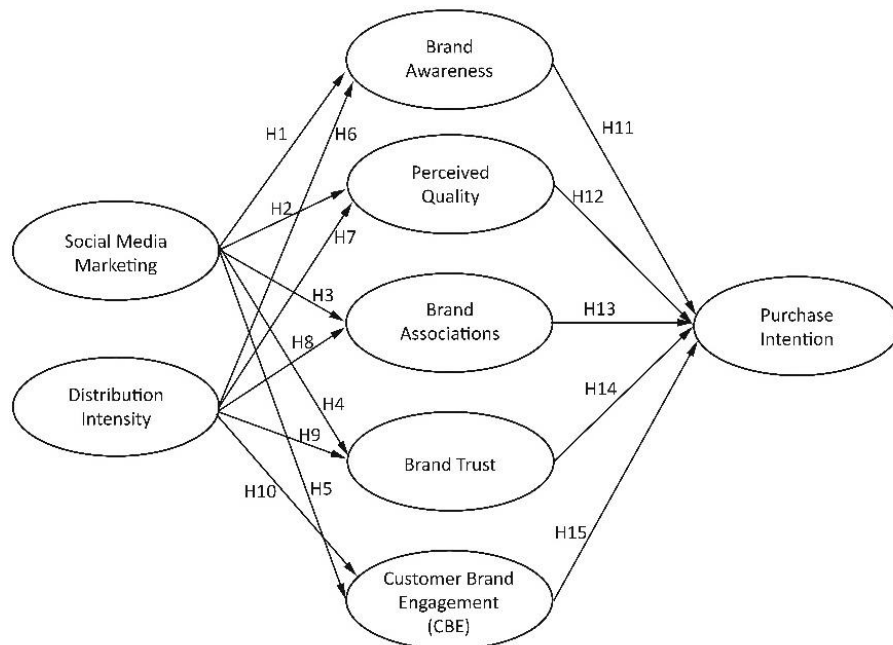 Brand
Awareness
H1
H6
H11
Perceived
Quality
H2
H7
H12
Social Media
Marketing
H3
Brand
Associations
H13
Purchase
Intention
H8
Distribution
Intensity
H4
H14
H9
Brand Trust
H10
H5
H15
Customer Brand
Engagement
(CBE)